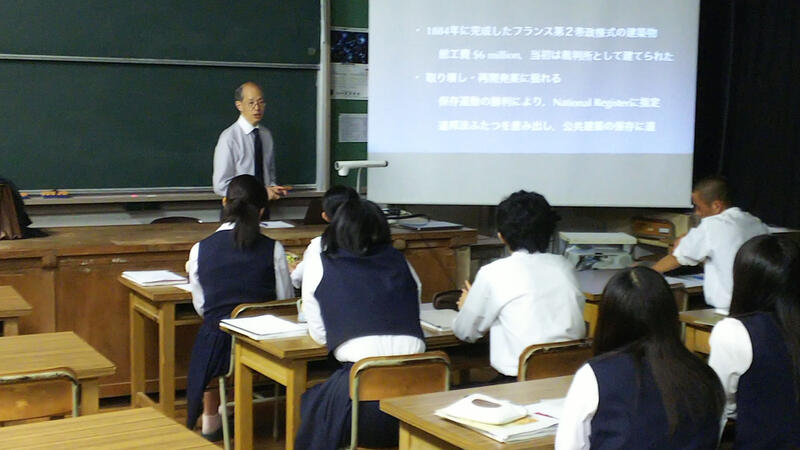 ・ 1884年に完成したフランス第２帝政様式の建築物
総工費 $6 million，当初は裁判所として建てられた
・ 取り壊し・再開発案に揺れる
保存運動の勝利により，National Registerに指定
連邦法ふたつを産み出し，公共建築の保存に道